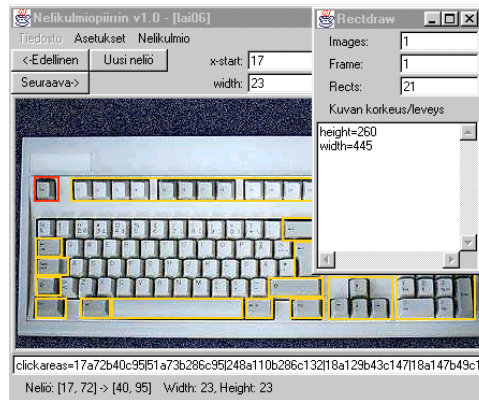 Nelikulmiopiirrin v1.0 - [lai06]
Tiedosto Asetukset Nelikulmio
<-Edellinen Uusi neliö x-start: 17
Seuraava-> width: 23
Rectdraw
Images: 1
Frame: 1
Rects: 21
Kuvan korkeus/leveys
height=260
width=445
clickareas=17a72b40c95|51a73b286c95|248a110b286c132|18a129b43c147|18a147b49c1
Neliö: [17, 72] -> [40, 95] Width: 23, Height: 23